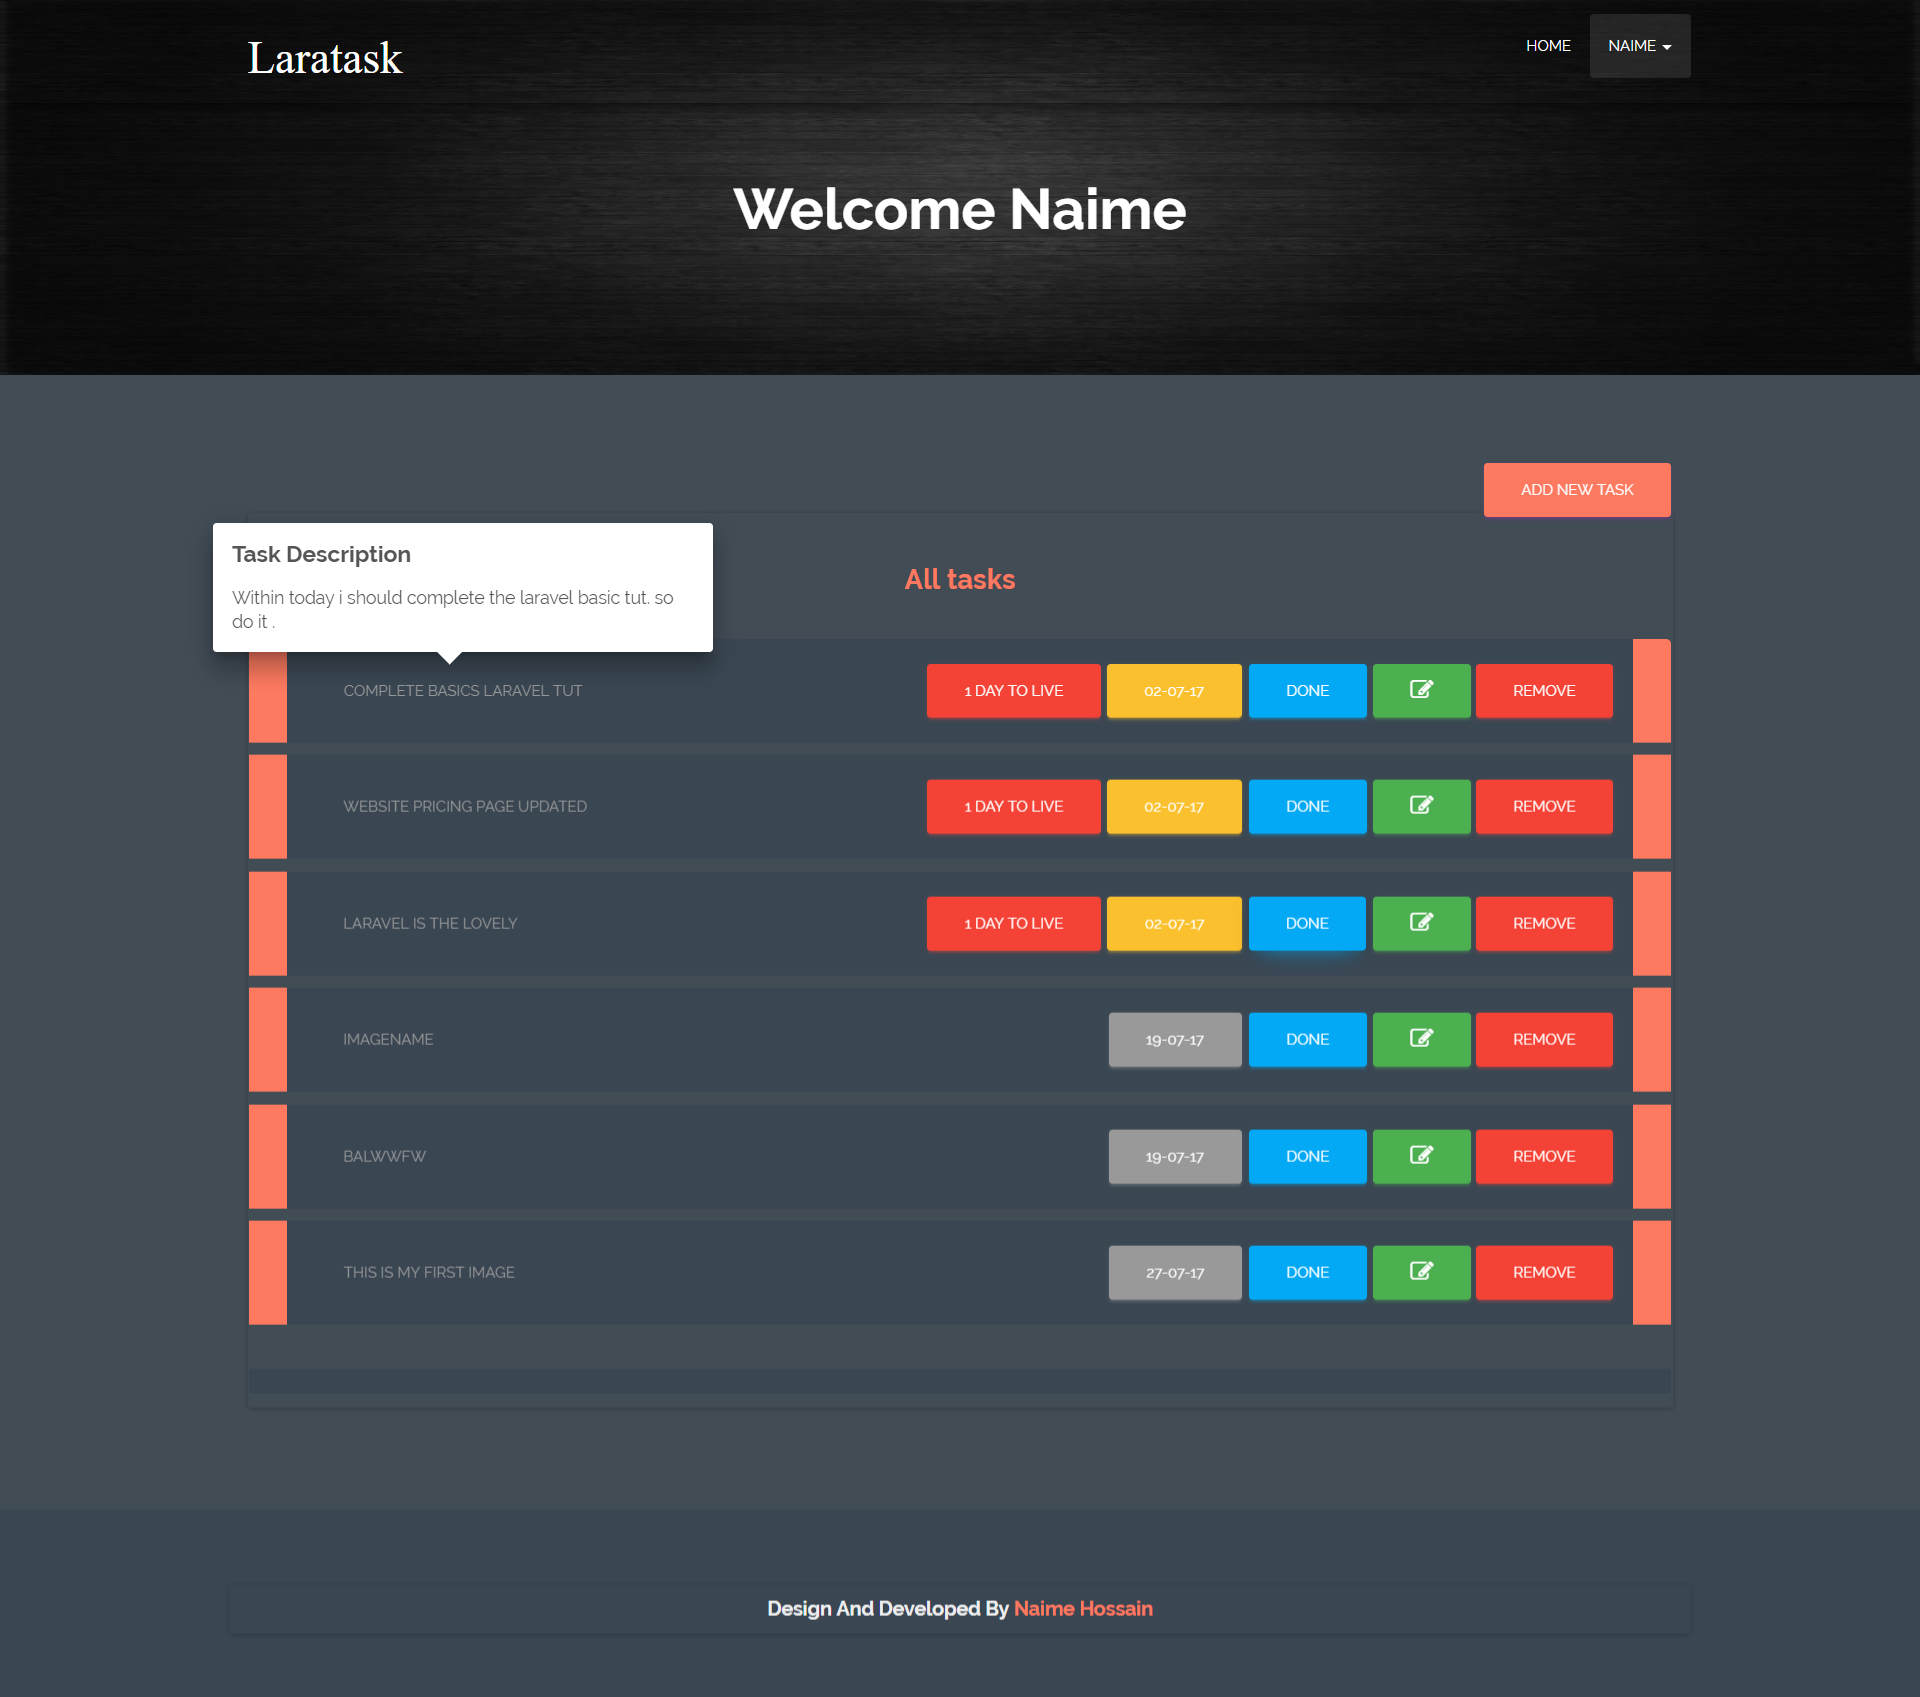 Laratask
HOME
NAIME
Welcome Naime
ADD NEW TASK
Task Description
Within today i should complete the laravel basic tut. so
do it .
All tasks
COMPLETE BASICS LARAVEL TUT 1 DAY TO LIVE 02-07-17 DONE REMOVE
WEBSITE PRICING PAGE UPDATED 1 DAY TO LIVE 02-07-17 DONE REMOVE
LARAVEL IS THE LOVELY 1 DAY TO LIVE 02-07-17 DONE REMOVE
IMAGENAME 19-07-17 DONE REMOVE
BALWWFW 19-07-17 DONE REMOVE
THIS IS MY FIRST IMAGE 27-07-17 DONE REMOVE
Design And Developed By Naime Hossain